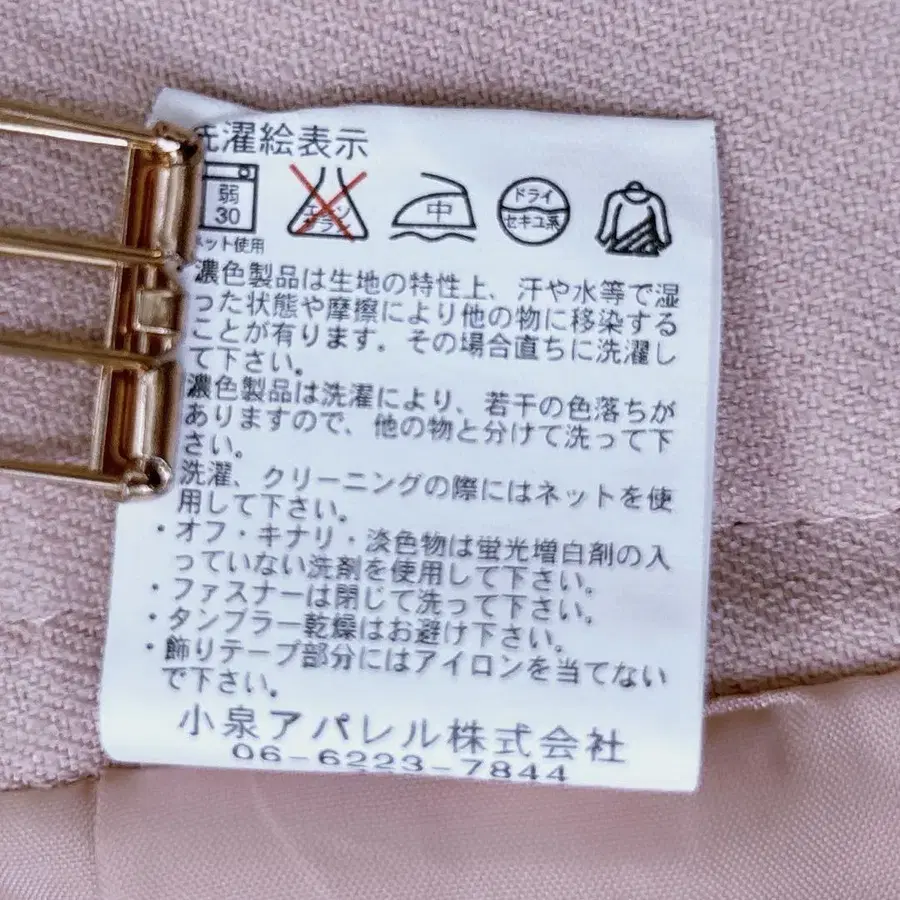 洗濯絵表示
弱
30
ネット使用
エンソ
サラシ
中
ドライ
セキユ系
濃色製品は生地の特性上、汗や水等で湿
った状態や摩擦により他の物に移染する
ことが有ります。その場合直ちに洗濯し
て下さい。
濃色製品は洗濯により、若干の色落ちが
ありますので、他の物と分けて洗って下
さい。
洗濯、クリーニングの際にはネットを使
用して下さい。
・オフ・キナリ・淡色物は蛍光増白剤の入
っていない洗剤を使用して下さい。
・ファスナーは閉じて洗って下さい。
・タンブラー乾燥はお避け下さい。
・飾りテープ部分にはアイロンを当てない
で下さい。
小泉アパレル株式会社
06-6223-7844